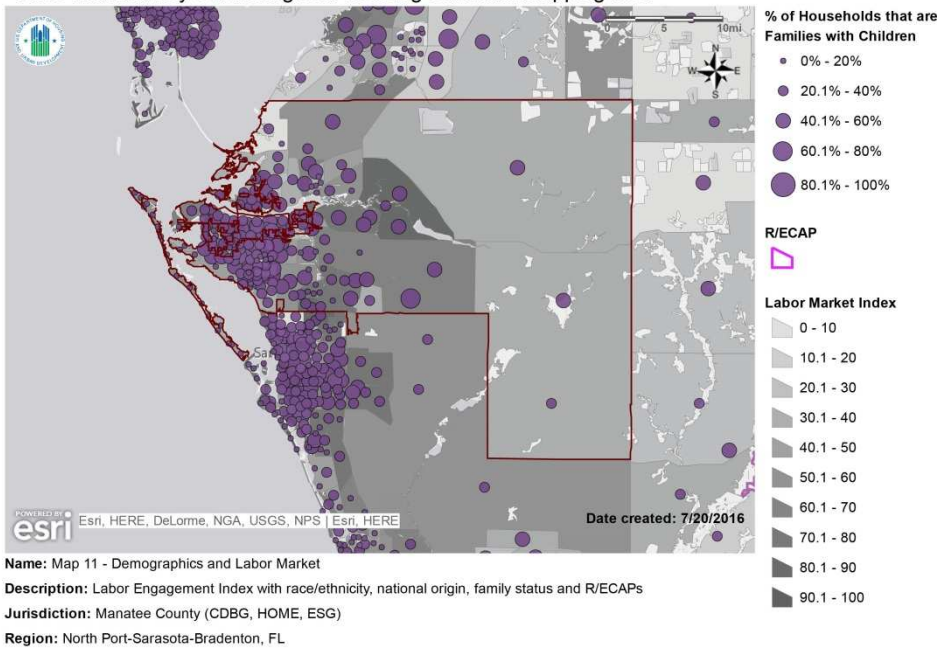 0 5 10mi
N
W E
S
Sar
POWERED BY
esri
Esri, HERE, DeLorme, NGA, USGS, NPS | Esri, HERE
Date created: 7/20/2016
% of Households that are
Families with Children
0% - 20%
20.1% - 40%
40.1% - 60%
60.1% - 80%
80.1% - 100%
R/ECAP
Labor Market Index
0 - 10
10.1 - 20
20.1 - 30
30.1 - 40
40.1 - 50
50.1 - 60
60.1 - 70
70.1 - 80
80.1 - 90
90.1 - 100
Name: Map 11 - Demographics and Labor Market
Description: Labor Engagement Index with race/ethnicity, national origin, family status and R/ECAPs
Jurisdiction: Manatee County (CDBG, HOME, ESG)
Region: North Port-Sarasota-Bradenton, FL